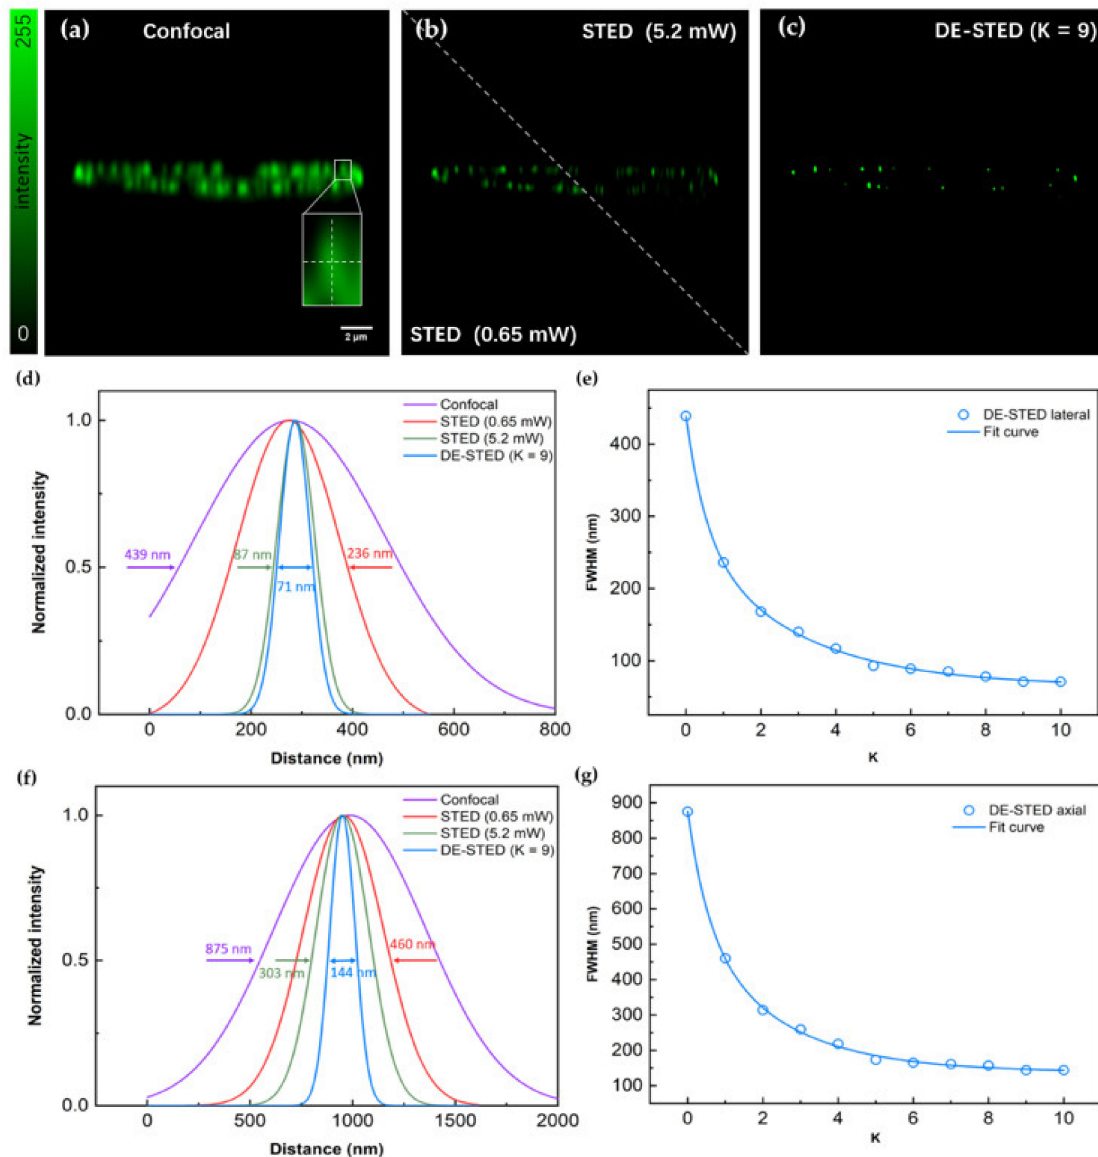 255
intensity
0
(a)
Confocal
2 μm
(b)
STED (5.2 mW)
STED (0.65 mW)
(c)
DE-STED (K = 9)
(d)
1.0
0.5
0.0
Normalized intensity
Confocal
STED (0.65 mW)
STED (5.2 mW)
DE-STED (K = 9)
439 nm
87 nm
236 nm
71 nm
0
200
400
600
800
Distance (nm)
(e)
400
300
200
100
FWHM (nm)
DE-STED lateral
Fit curve
0
2
4
6
8
10
K
(f)
1.0
0.5
0.0
Normalized intensity
Confocal
STED (0.65 mW)
STED (5.2 mW)
DE-STED (K = 9)
875 nm
303 nm
460 nm
144 nm
0
500
1000
1500
2000
Distance (nm)
(g)
900
800
700
600
500
400
300
200
100
FWHM (nm)
DE-STED axial
Fit curve
0
2
4
6
8
10
K